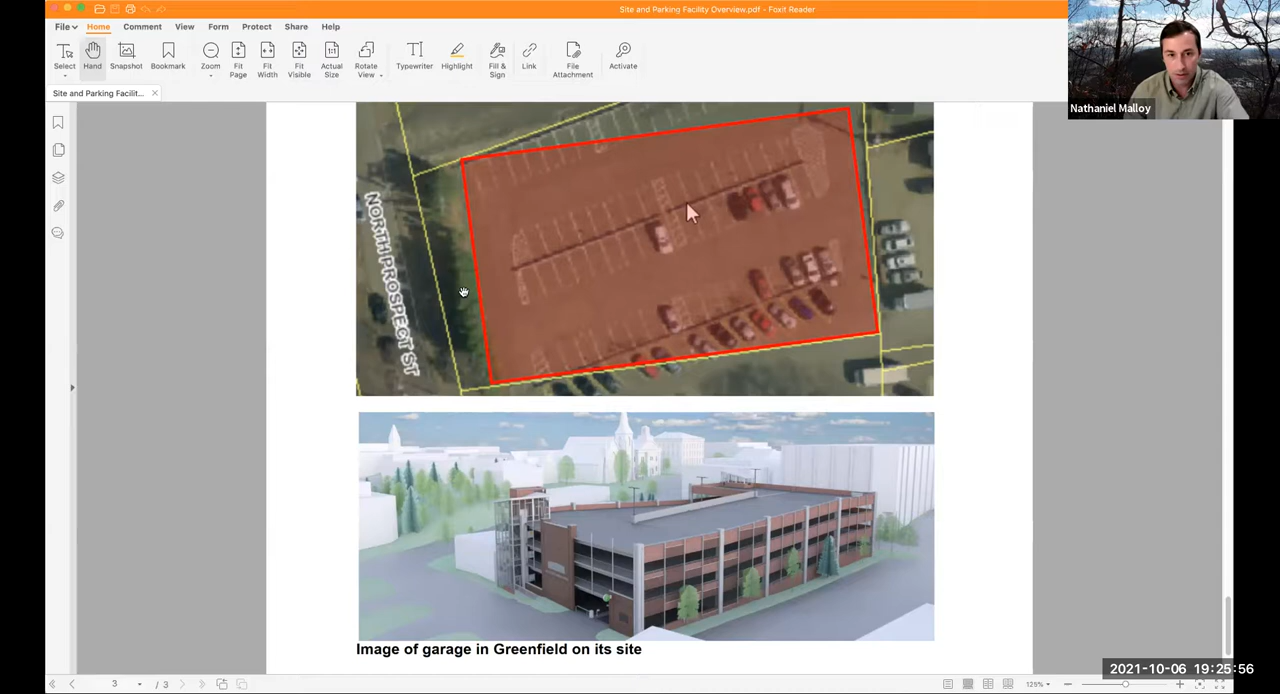 Site and Parking Facility Overview.pdf - Foxit Reader
File Home Comment View Form Protect Share Help
Select Hand Snapshot Bookmark Zoom Fit Page Fit Width Fit Visible Actual Size Rotate View Typewriter Highlight Fill & Sign Link File Attachment Activate
Site and Parking Facilit...
Nathaniel Malloy
NORTH PROSPECT ST
Image of garage in Greenfield on its site
3 / 3
125%
2021-10-06 19:25:56